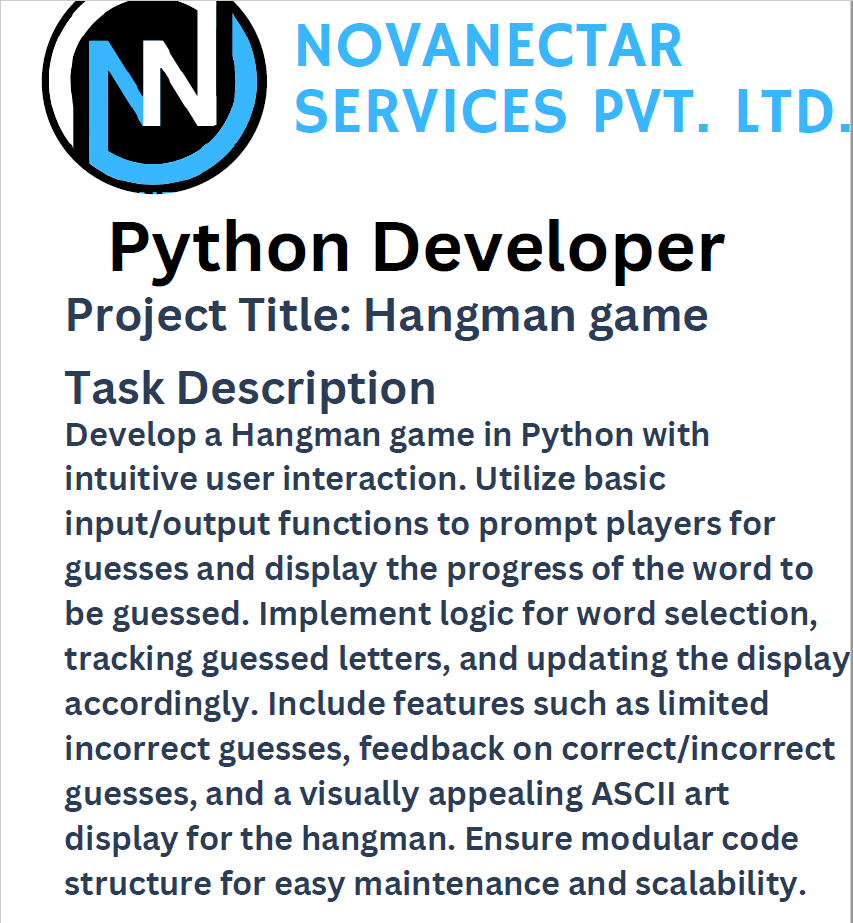 NN
NOVANECTAR
SERVICES PVT. LTD.
Python Developer
Project Title: Hangman game
Task Description
Develop a Hangman game in Python with
intuitive user interaction. Utilize basic
input/output functions to prompt players for
guesses and display the progress of the word to
be guessed. Implement logic for word selection,
tracking guessed letters, and updating the display
accordingly. Include features such as limited
incorrect guesses, feedback on correct/incorrect
guesses, and a visually appealing ASCII art
display for the hangman. Ensure modular code
structure for easy maintenance and scalability.